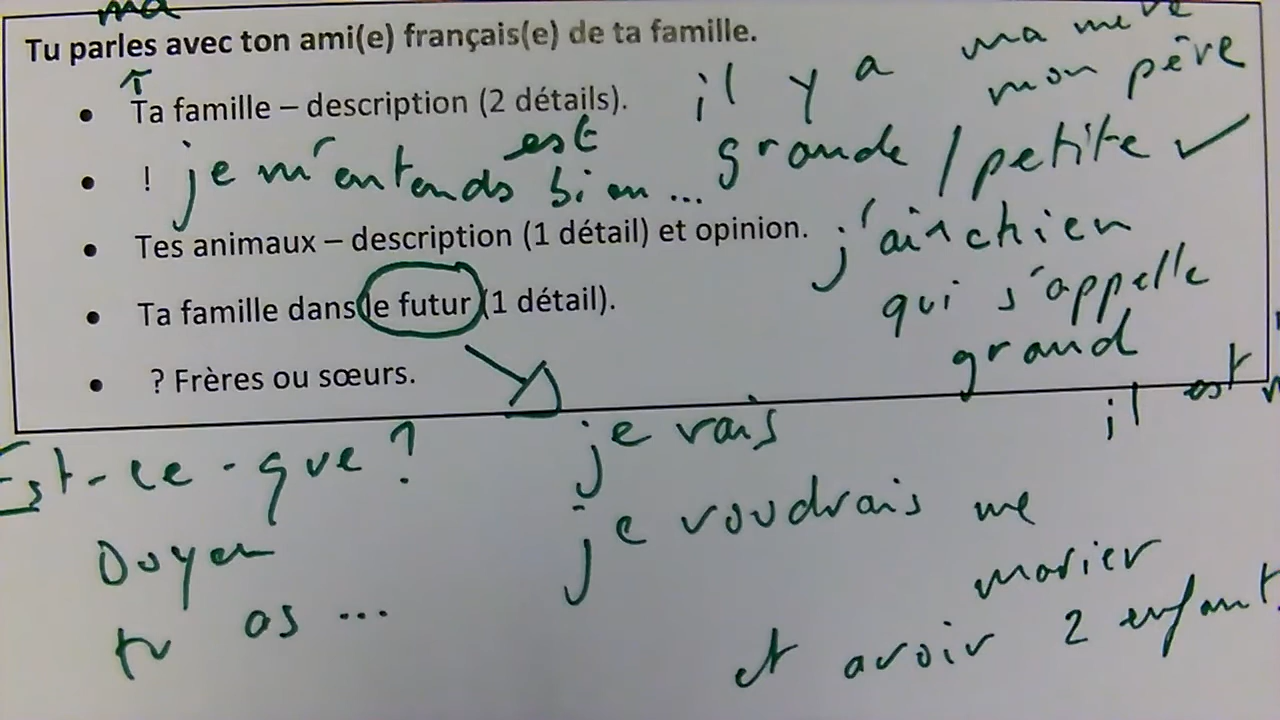 ma
Tu parles avec ton ami(e) français(e) de ta famille.
• Ta famille – description (2 détails). il y a ma mere
mon père
est grande / petite ✓
• ! je m'entends bien...
• Tes animaux – description (1 détail) et opinion. j'ai 1 chien
qui s'appelle
• Ta famille dans le futur (1 détail).
grand
• ? Frères ou sœurs.
il est
Est-ce-que? je vais
je voudrais me
marier
tu as ...
et avoir 2 enfant